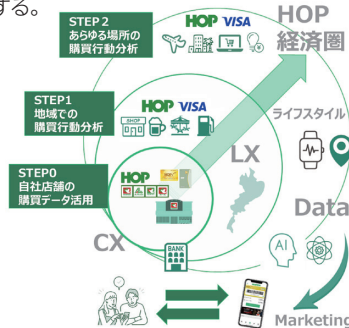 する。
STEP2
あらゆる場所の
購買行動分析
HOP VISA
HOP
経済圏
STEP1
地域での
購買行動分析
HOP VISA
SHOP
ライフスタイル
STEP0
自社店舗の
購買データ活用
HOP
LX
CX
Data
AI
BANK
Marketing